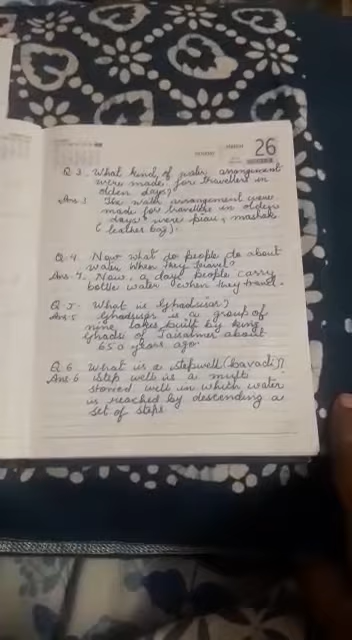 26
Q 3. What kind of water arrangement
were made for travellers in
olden days?
Ans. 3 The water arrangement were
made for travellers in olden
days were piau, mashak
(leather bag).
Q. 4. Now what do people do about
water when they travel?
Ans. 4. Now. a days people carry
bottle water when they travel.
Q 5. What is Ghadsisar?
Ans 5 Ghadsisar is a group of
nine lakes built by king
Ghadsi of Jaisalmer about
650 years ago.
Q 6 What is a stepwell (bavadi)?
Ans 6 Step well is a multi
storied well in which water
is reached by descending a
set of steps.